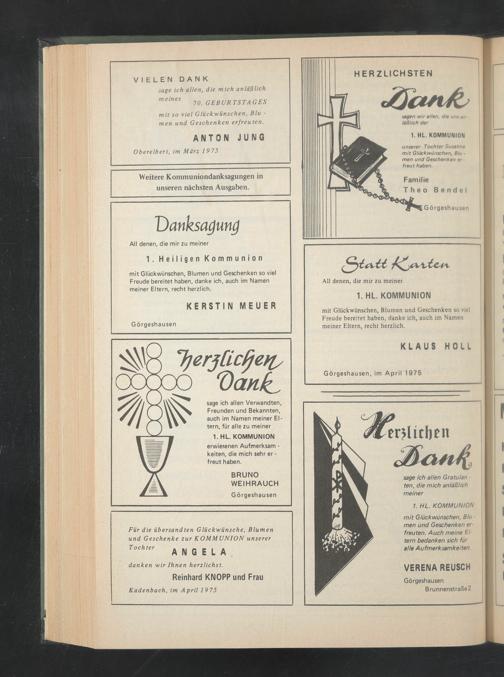 VIELEN DANK
sage ich allen, die mich anläßlich
meines 70. GEBURTSTAGES
mit so viel Glückwünschen, Blu -
men und Geschenken erfreuten.
ANTON JUNG
Oberelbert, im März 1975
Weitere Kommuniondanksagungen in
unseren nächsten Ausgaben.
Danksagung
All denen, die mir zu meiner
1. Heiligen Kommunion
mit Glückwünschen, Blumen und Geschenken so viel
Freude bereitet haben, danke ich, auch im Namen
meiner Eltern, recht herzlich.
KERSTIN MEUER
Görgeshausen
herzlichen
Dank
sage ich allen Verwandten,
Freunden und Bekannten,
auch im Namen meiner El-
tern, für alle zu meiner
1. HL. KOMMUNION
erwiesenen Aufmerksam -
keiten, die mich sehr er -
freut haben.
BRUNO
WEIHRAUCH
Görgeshausen
Für die übersandten Glückwünsche, Blumen
und Geschenke zur KOMMUNION unserer
Tochter
ANGELA
danken wir Ihnen herzlichst.
Reinhard KNOPP und Frau
Kadenbach, im April 1975
HERZLICHSTEN
Dank
sagen wir allen, die uns an-
läßlich der
1. HL. KOMMUNION
unserer Tochter Susanne
mit Glückwünschen, Blu -
men und Geschenken er-
freut haben.
Familie
Theo Bendel
Görgeshausen
Statt Karten
All denen, die mir zu meiner
1. HL. KOMMUNION
mit Glückwünschen, Blumen und Geschenken so viel
Freude bereitet haben, danke ich, auch im Namen
meiner Eltern, recht herzlich.
KLAUS HOLL
Görgeshausen, im April 1975
Herzlichen
Dank
sage ich allen Gratulan -
ten, die mich anläßlich
meiner
1. HL. KOMMUNION
mit Glückwünschen, Blu-
men und Geschenken er-
freuten. Auch meine El-
tern bedanken sich für
alle Aufmerksamkeiten.
VERENA REUSCH
Görgeshausen
Brunnenstraße 2